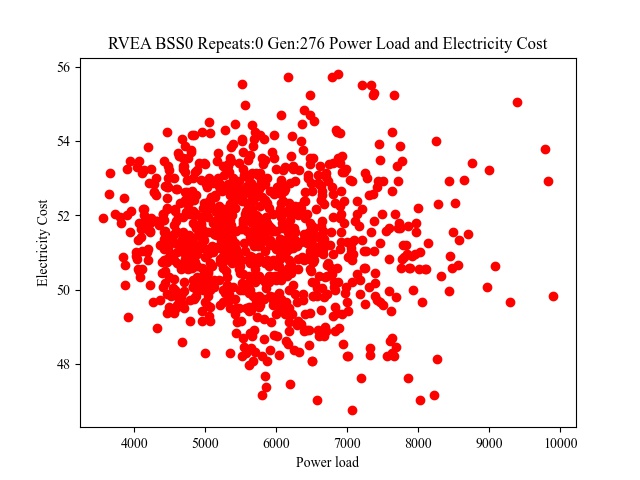 RVEA BSS0 Repeats:0 Gen:276 Power Load and Electricity Cost
56
54
52
50
48
Electricity Cost
4000 5000 6000 7000 8000 9000 10000
Power load